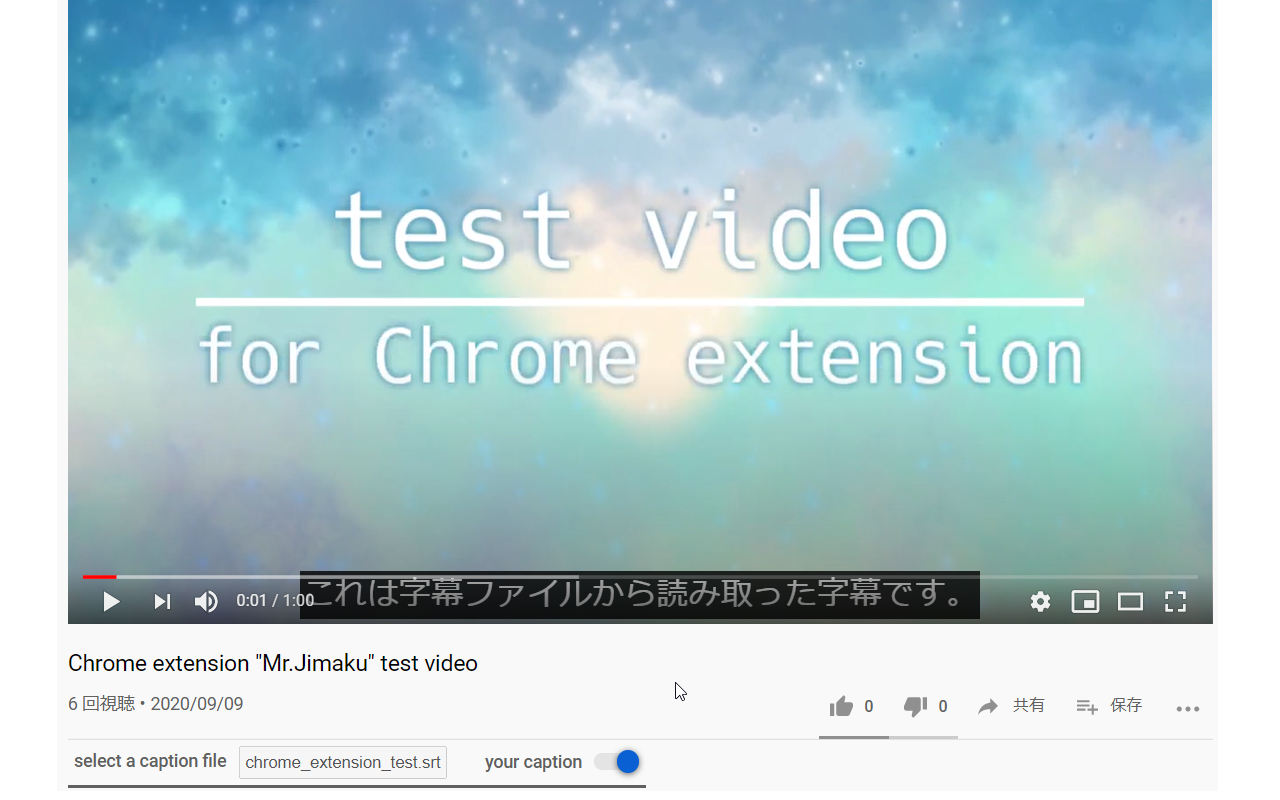 test video
for Chrome extension
これは字幕ファイルから読み取った字幕です。
0:01 / 1:00
Chrome extension "Mr.Jimaku" test video
6 回視聴 • 2020/09/09
0
0
共有
保存
select a caption file
chrome_extension_test.srt
your caption